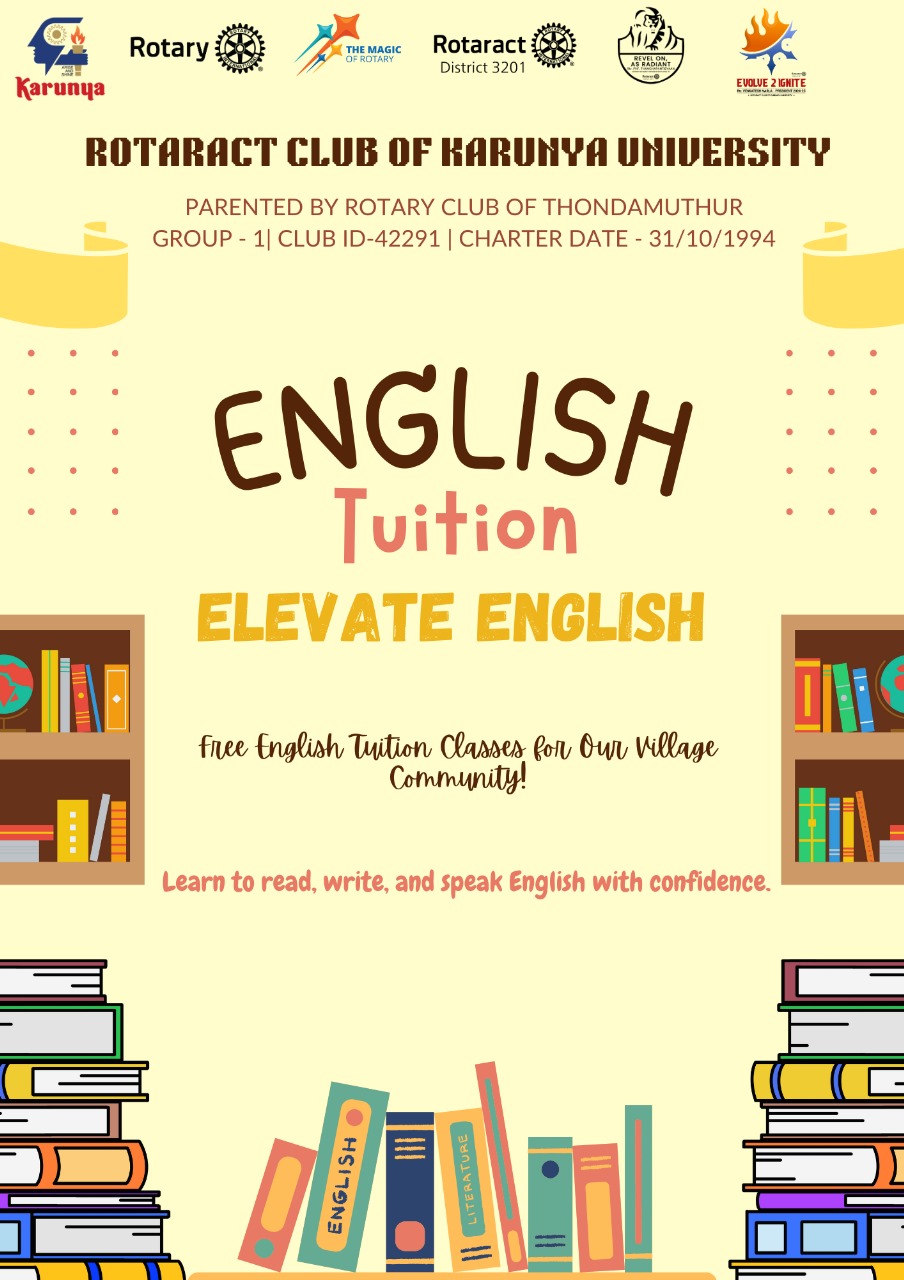 Karunya
Rotary
THE MAGIC
OF ROTARY
Rotaract
District 3201
REVEL ON,
AS RADIANT
EVOLVE 2 IGNITE
ROTARACT CLUB OF KARUNYA UNIVERSITY
PARENTED BY ROTARY CLUB OF THONDAMUTHUR
GROUP - 1| CLUB ID-42291 | CHARTER DATE - 31/10/1994
ENGLISH
Tuition
ELEVATE ENGLISH
Free English Tuition Classes for Our Village
Community!
Learn to read, write, and speak English with confidence.
ENGLISH
LITERATURE